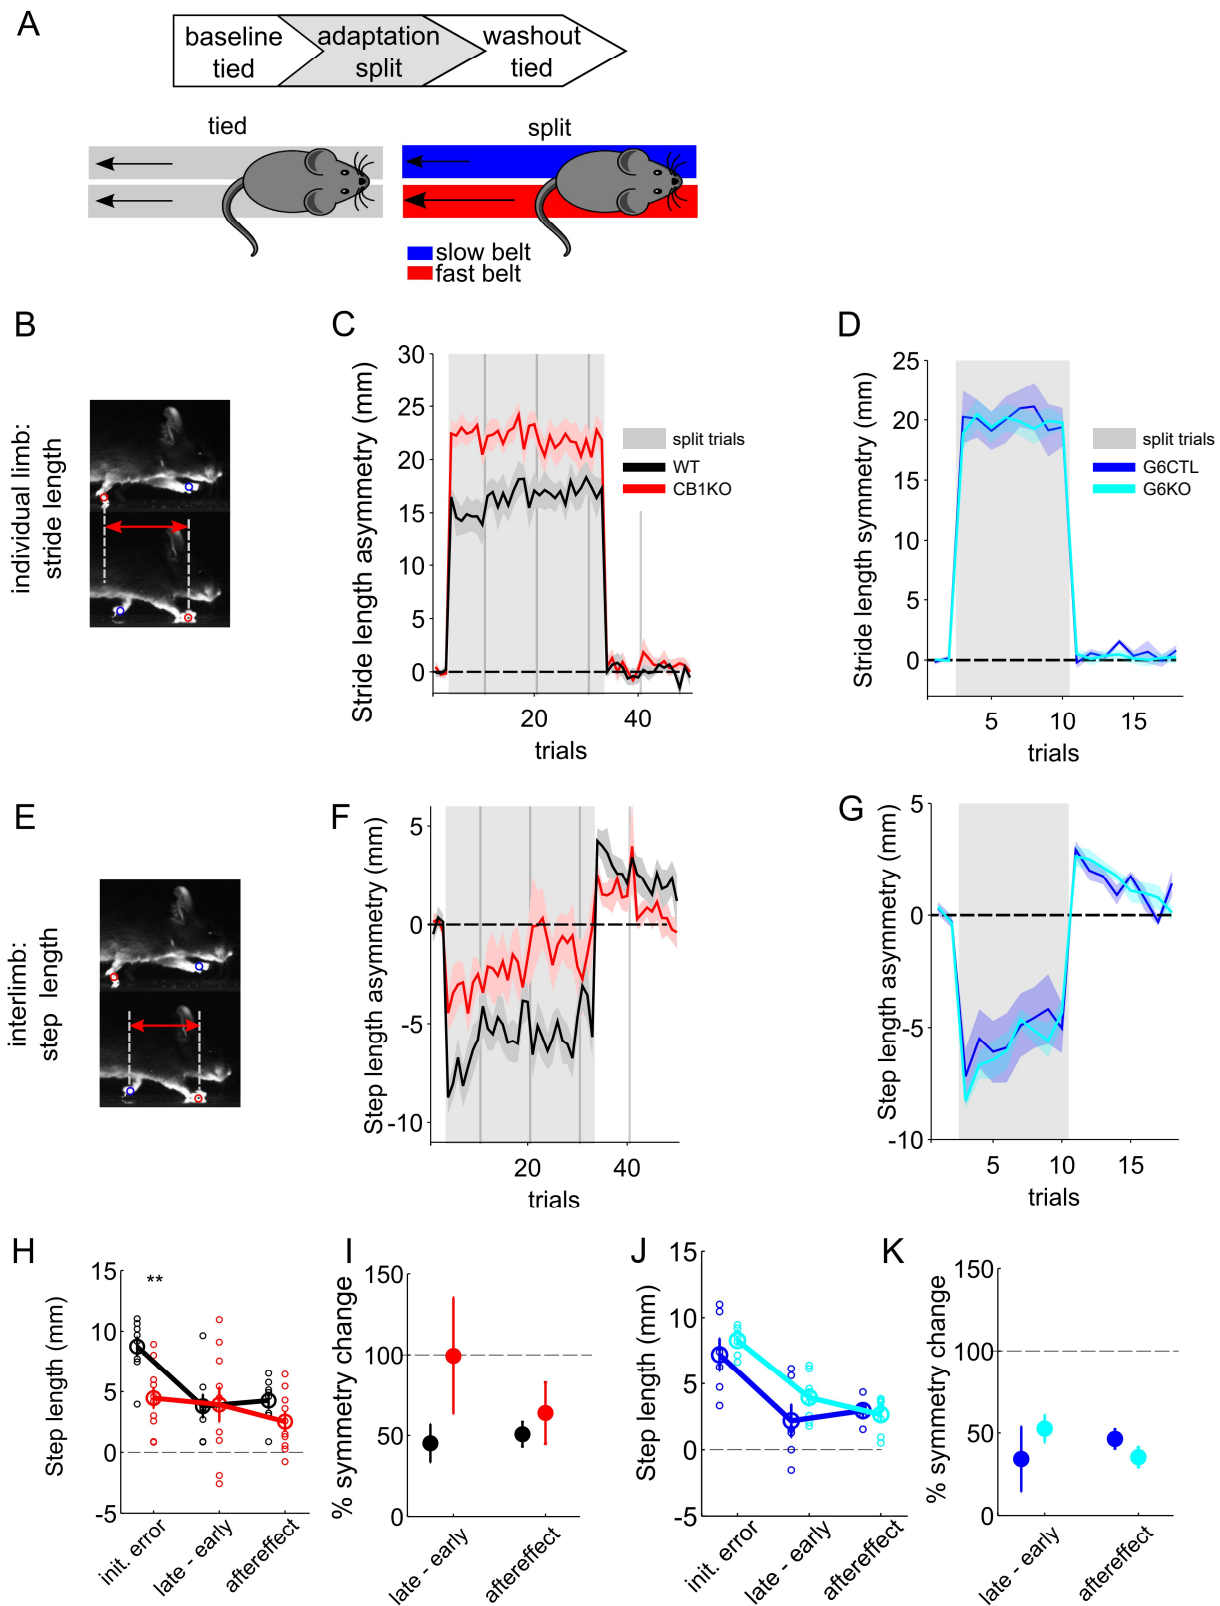 A
baseline
tied
adaptation
split
washout
tied
tied
split
slow belt
fast belt
B
individual limb:
stride length
C
Stride length asymmetry (mm)
30
25
20
15
10
5
0
20
40
trials
split trials
WT
CB1KO
D
Stride length symmetry (mm)
25
20
15
10
5
0
5
10
15
trials
split trials
G6CTL
G6KO
E
interlimb:
step length
F
Step length asymmetry (mm)
5
0
-5
-10
20
40
trials
G
Step length asymmetry (mm)
5
0
-5
-10
5
10
15
trials
H
Step length (mm)
15
10
5
0
-5
**
init. error
late - early
aftereffect
I
% symmetry change
150
100
50
0
late - early
aftereffect
J
Step length (mm)
15
10
5
0
-5
init. error
late - early
aftereffect
K
% symmetry change
150
100
50
0
late - early
aftereffect